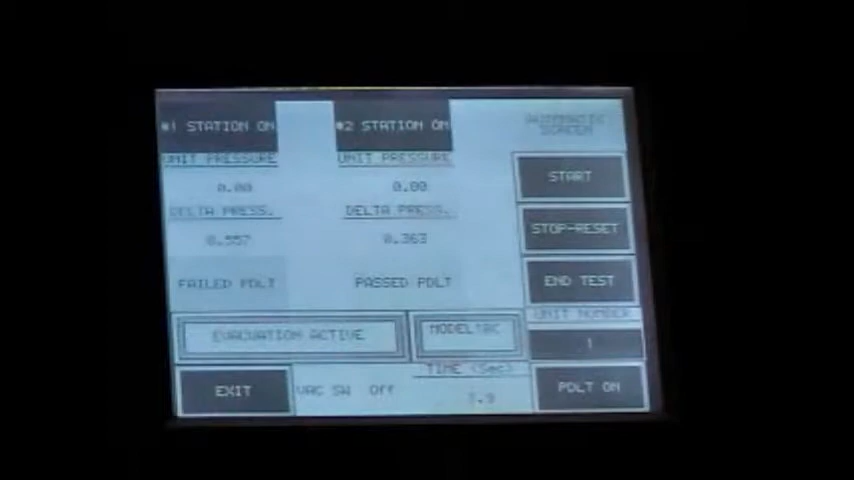 #1 STATION ON
#2 STATION ON
AUTOMATIC
SCREEN
UNIT PRESSURE
UNIT PRESSURE
START
0.00
0.00
DELTA PRESS.
DELTA PRESS.
STOP-RESET
0.557
0.363
FAILED PDLT
PASSED PDLT
END TEST
UNIT NUMBER
EVACUATION ACTIVE
1
TIME (Sec)
EXIT
VAC SW Off
PDLT ON